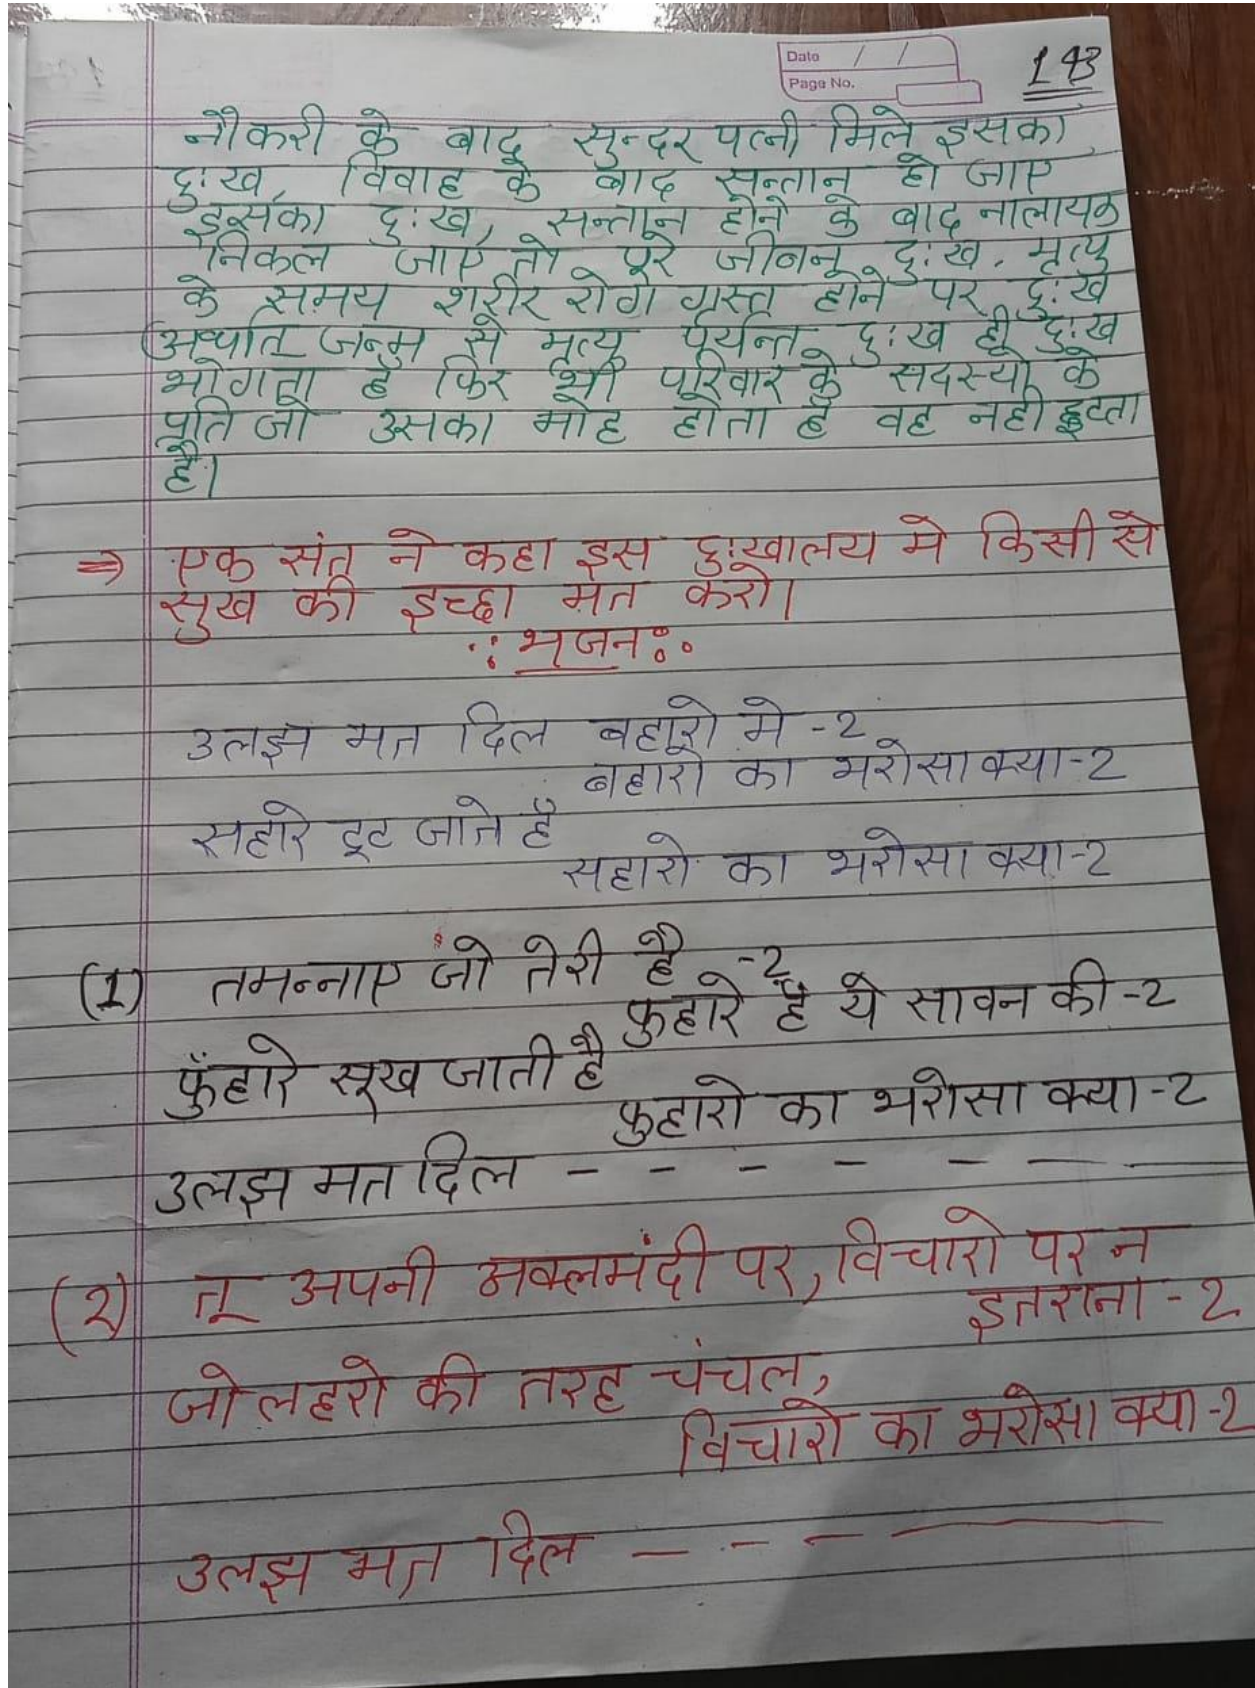 Date / /
Page No.
143
नौकरी के बाद सुन्दर पत्नी मिले इसका
दुःख, विवाह के बाद सन्तान हो जाए
इसका दुःख, सन्तान होने के बाद नालायक
निकल जाए तो पूरे जीवन दुःख, मृत्यु
के समय शरीर रोग ग्रस्त होने पर दुःख
अर्थात जन्म से मृत्यु पर्यन्त दुःख ही दुःख
भोगता है फिर भी परिवार के सदस्यो के
प्रति जो उसका मोह होता है वह नही छूटता
है।
⇒ एक संत ने कहा इस दुःखालय मे किसी से
सुख की इच्छा मत करो।
∴ भजन ∴
उलझ मत दिल बहारो मे -2
बहारो का भरोसा क्या-2
सहारे टूट जाते है
सहारो का भरोसा क्या-2
(1) तमन्नाए जो तेरी है -2
फुहारे है ये सावन की -2
फुँहारे सूख जाती है
फुहारो का भरोसा क्या -2
उलझ मत दिल - - - - - - -
(2) तू अपनी अक्लमंदी पर, विचारो पर न
इतराना - 2
जो लहरो की तरह चंचल,
विचारो का भरोसा क्या -2
उलझ मत दिल - - - -